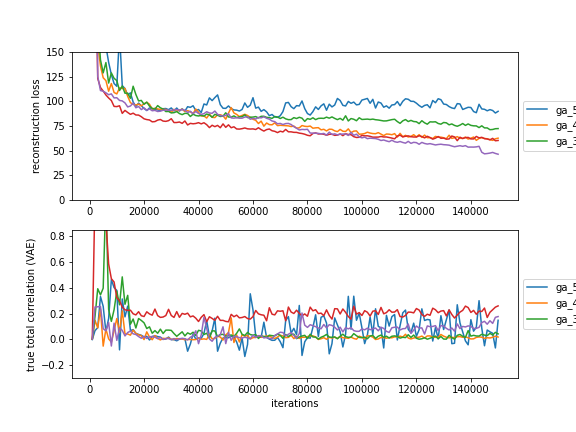 150
125
100
75
50
25
0
reconstruction loss
0 20000 40000 60000 80000 100000 120000 140000
ga_5
ga_4
ga_3
0.8
0.6
0.4
0.2
0.0
−0.2
true total correlation (VAE)
0 20000 40000 60000 80000 100000 120000 140000
iterations
ga_5
ga_4
ga_3